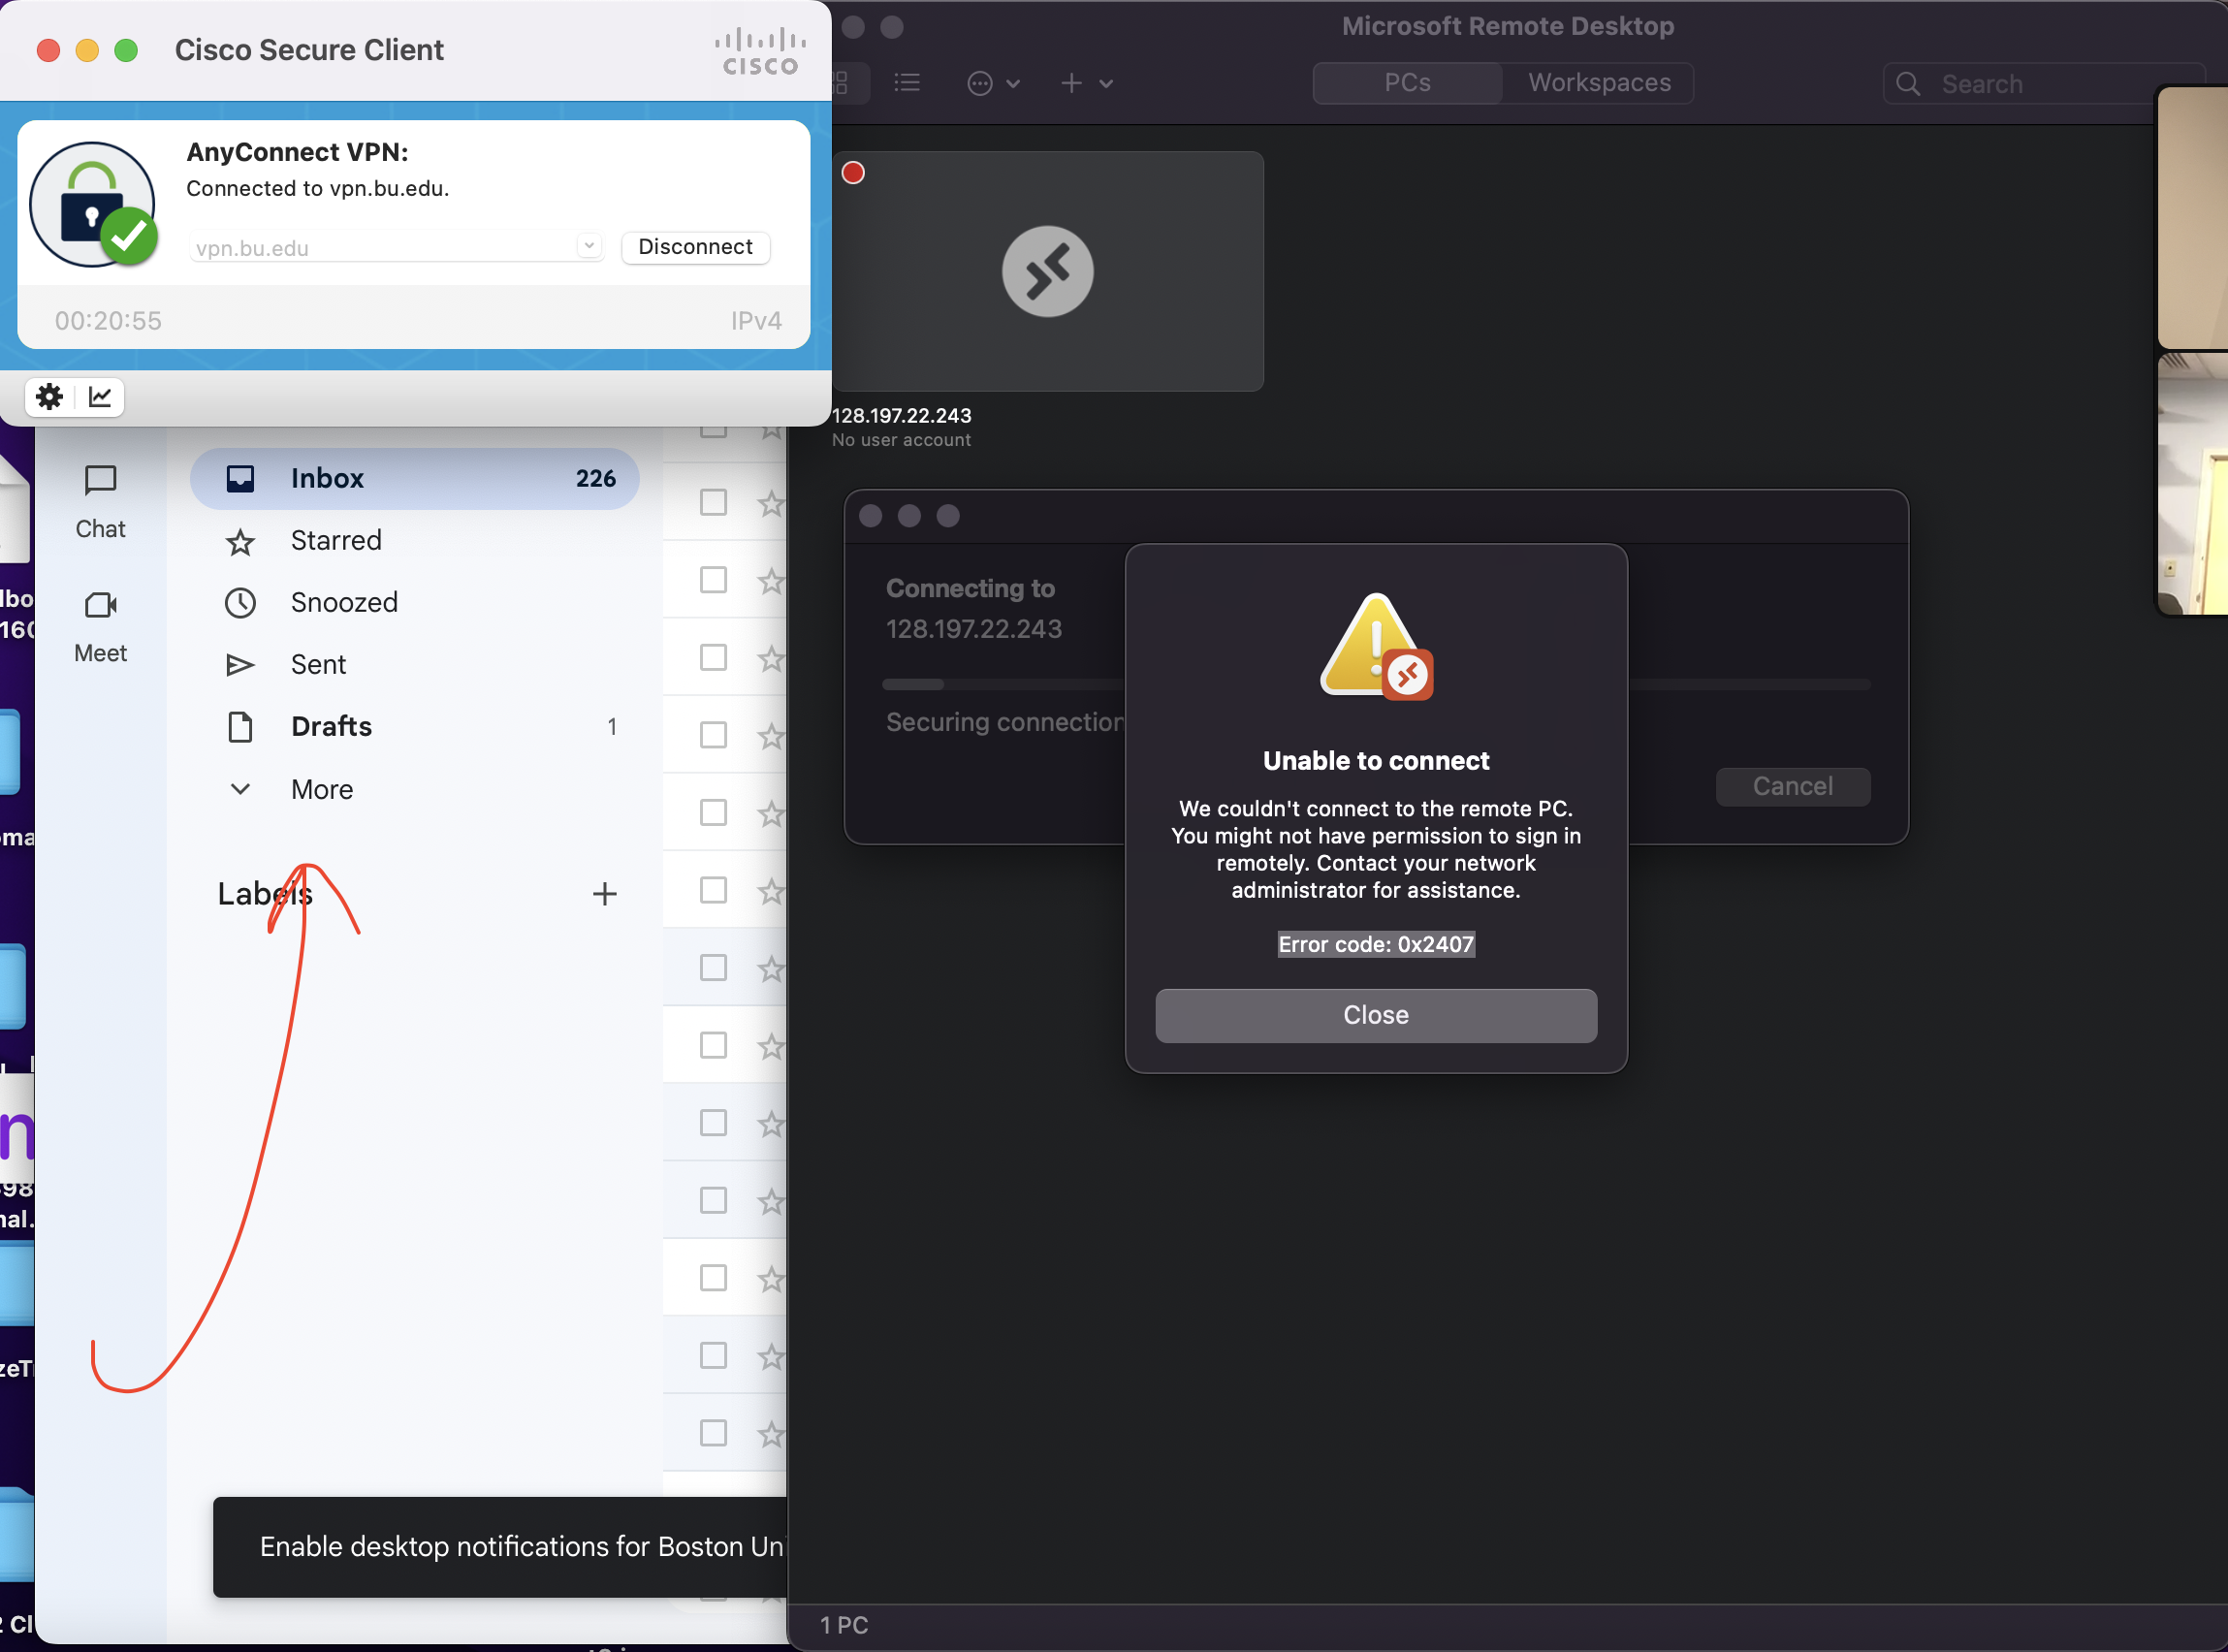 Cisco Secure Client
CISCO
AnyConnect VPN:
Connected to vpn.bu.edu.
vpn.bu.edu
Disconnect
00:20:55
IPv4
Chat
Meet
Inbox
226
Starred
Snoozed
Sent
Drafts
1
More
Labels
Enable desktop notifications for Boston Uni
Microsoft Remote Desktop
PCs
Workspaces
Search
128.197.22.243
No user account
Connecting to
128.197.22.243
Securing connection
Cancel
Unable to connect
We couldn't connect to the remote PC.
You might not have permission to sign in
remotely. Contact your network
administrator for assistance.
Error code: 0x2407
Close
1 PC